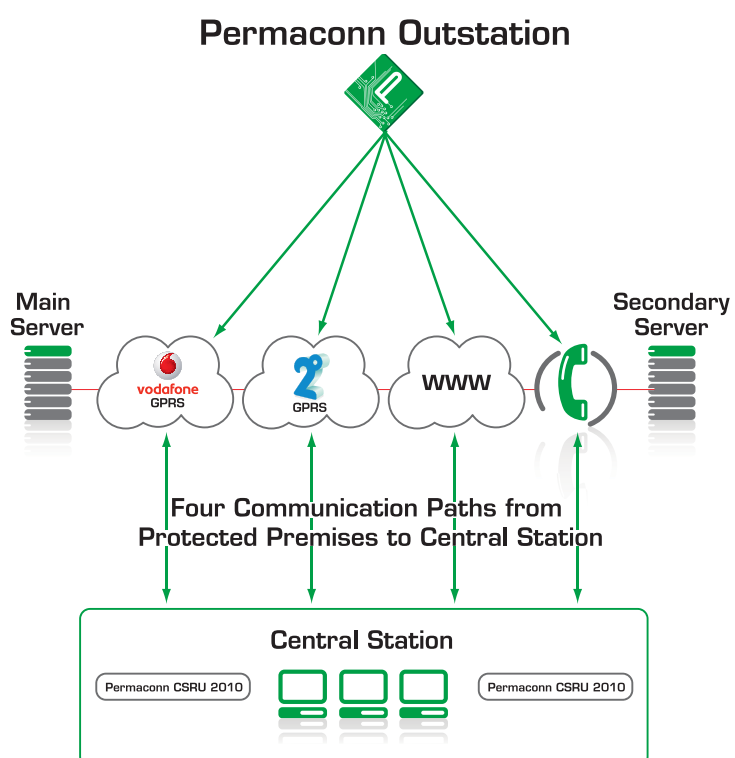 Permaconn Outstation
Main
Server
Secondary
Server
vodafone
GPRS
2°
GPRS
WWW
Four Communication Paths from
Protected Premises to Central Station
Central Station
Permaconn CSRU 2010
Permaconn CSRU 2010